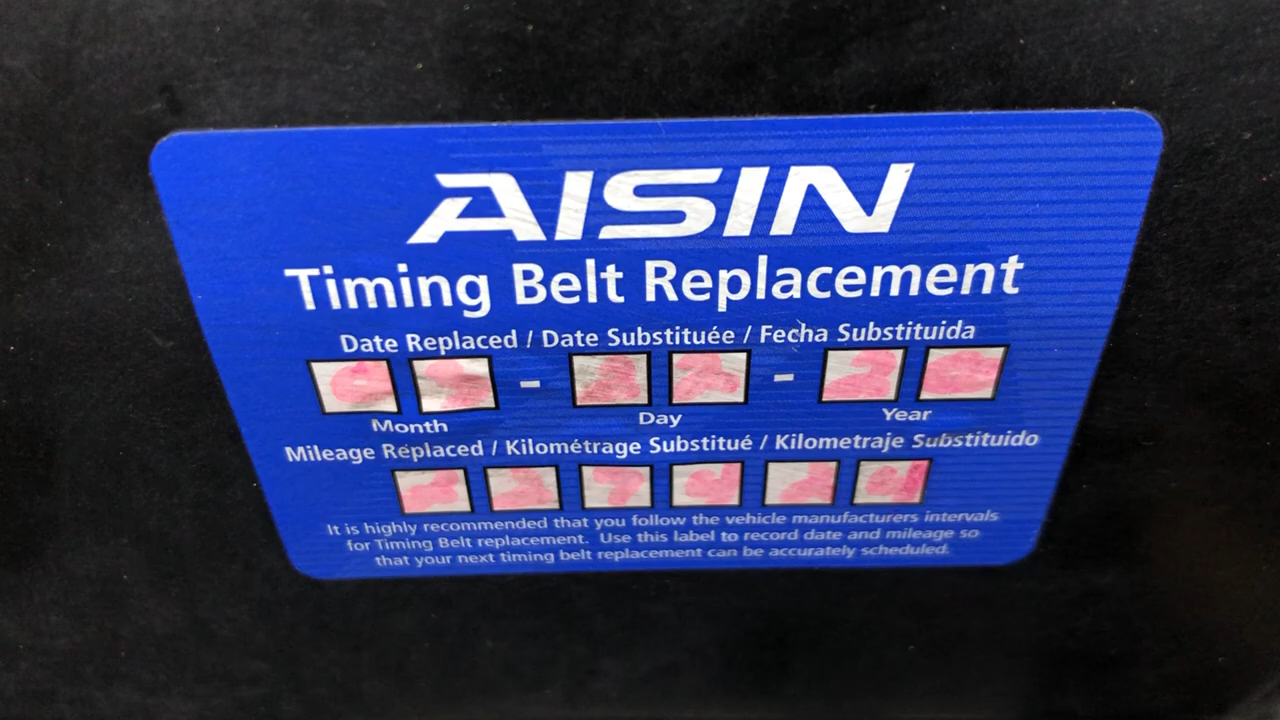 AISIN
Timing Belt Replacement
Date Replaced / Date Substituée / Fecha Substituida
- -
Month Day Year
Mileage Replaced / Kilométrage Substitué / Kilometraje Substituido
It is highly recommended that you follow the vehicle manufacturers intervals
for Timing Belt replacement. Use this label to record date and mileage so
that your next timing belt replacement can be accurately scheduled.